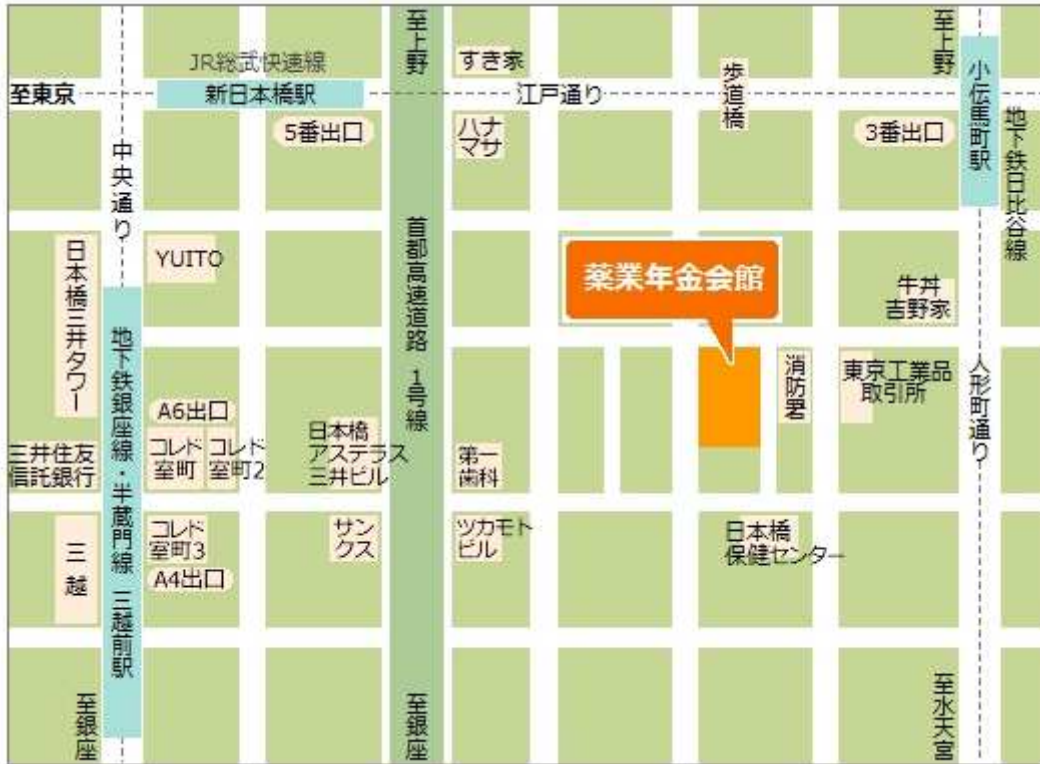 至上野
すき家
至上野
JR総武快速線
至東京
新日本橋駅
江戸通り
歩道橋
小伝馬町駅
地下鉄日比谷線
5番出口
ハナ
マサ
3番出口
中央通り
首都高速道路 1号線
日本橋三井タワー
YUITO
薬業年金会館
牛丼
吉野家
地下鉄銀座線・半蔵門線 三越前駅
消防署
東京工業品
取引所
人形町通り
A6出口
三井住友
信託銀行
コレド
室町
コレド
室町2
日本橋
アステラス
三井ビル
第一
歯科
三越
コレド
室町3
A4出口
サン
クス
ツカモト
ビル
日本橋
保健センター
至銀座
至銀座
至水天宮